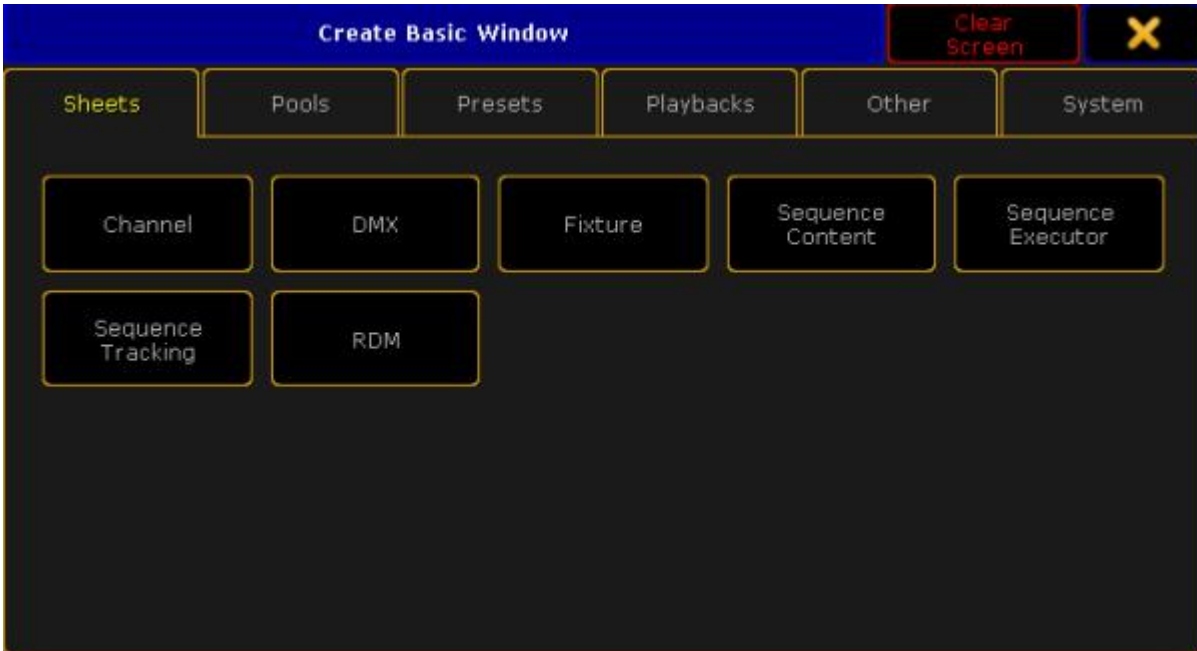 Create Basic Window
Clear
Screen
Sheets
Pools
Presets
Playbacks
Other
System
Channel
DMX
Fixture
Sequence
Content
Sequence
Executor
Sequence
Tracking
RDM